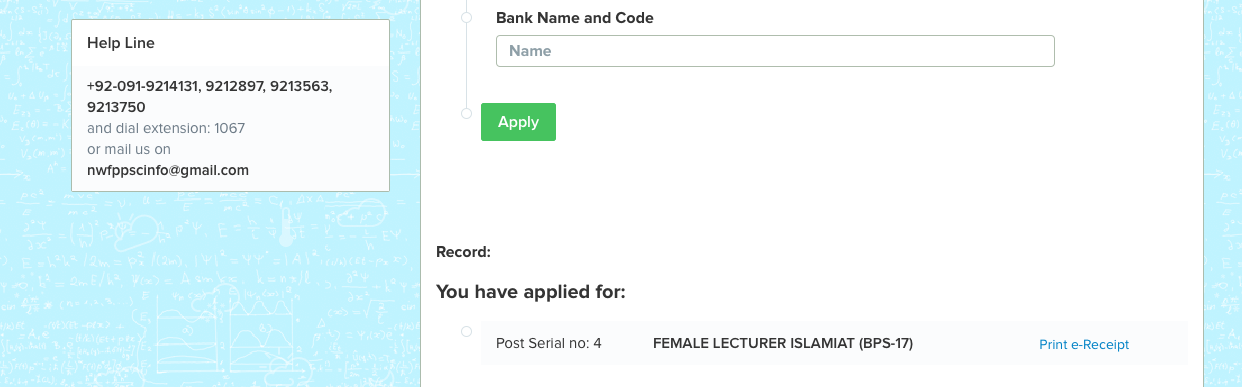 Help Line
+92-091-9214131, 9212897, 9213563,
9213750
and dial extension: 1067
or mail us on
nwfppscinfo@gmail.com
Bank Name and Code
Name
Apply
Record:
You have applied for:
Post Serial no: 4 FEMALE LECTURER ISLAMIAT (BPS-17) Print e-Receipt